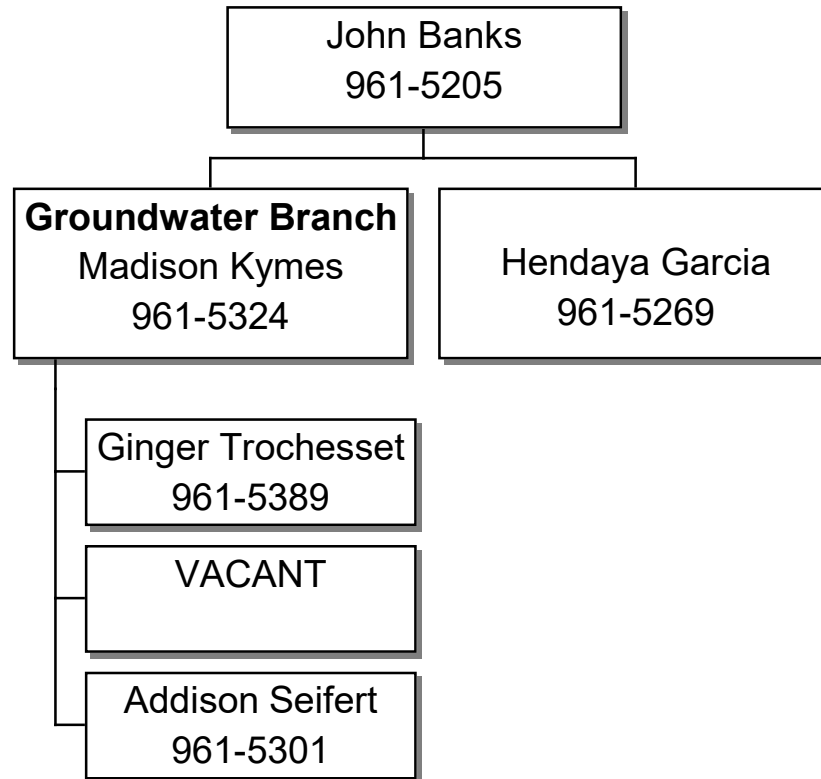 John Banks
961-5205
Groundwater Branch
Madison Kymes
961-5324
Hendaya Garcia
961-5269
Ginger Trochesset
961-5389
VACANT
Addison Seifert
961-5301